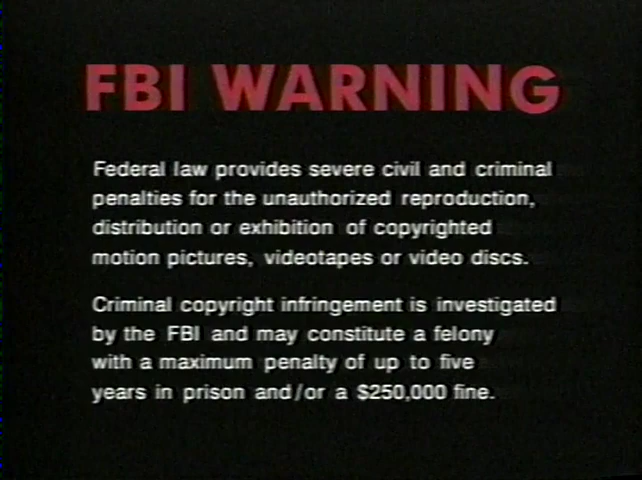 FBI WARNING
Federal law provides severe civil and criminal
penalties for the unauthorized reproduction,
distribution or exhibition of copyrighted
motion pictures, videotapes or video discs.
Criminal copyright infringement is investigated
by the FBI and may constitute a felony
with a maximum penalty of up to five
years in prison and/or a $250,000 fine.